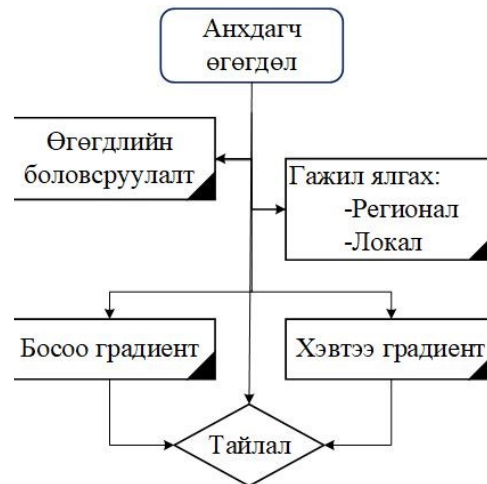 Анхдагч
өгөгдөл
Өгөгдлийн
боловсруулалт
Гажил ялгах:
-Регионал
-Локал
Босоо градиент
Хэвтээ градиент
Тайлал